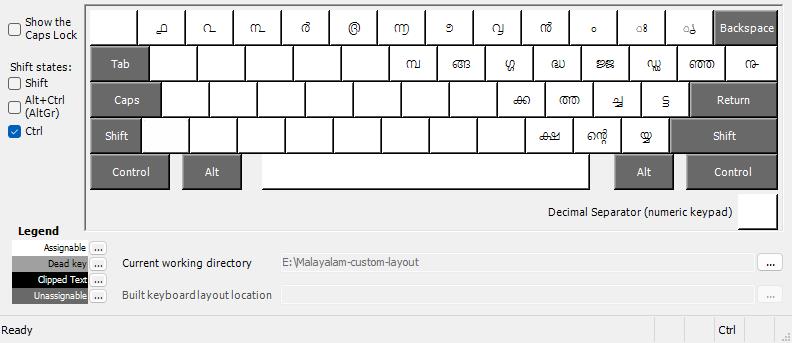 Show the
Caps Lock
ർ വ്വ ൻ ം ഃ ൃ Backspace
Shift states:
Tab മ്പ ങ്ങ ഗ്ഗ ദ്ധ ജ്ജ ഡ്ഡ ഞ്ഞ
Shift
Alt+Ctrl
(AltGr)
Ctrl
Caps ക്ക ത്ത ച്ച ട്ട Return
Shift ക്ഷ ന്റെ യ്യ Shift
Control Alt Alt Control
Decimal Separator (numeric keypad)
Legend
Assignable ...
Dead key ...
Clipped Text ...
Unassignable ...
Current working directory E:\Malayalam-custom-layout ...
Built keyboard layout location ...
Ready Ctrl